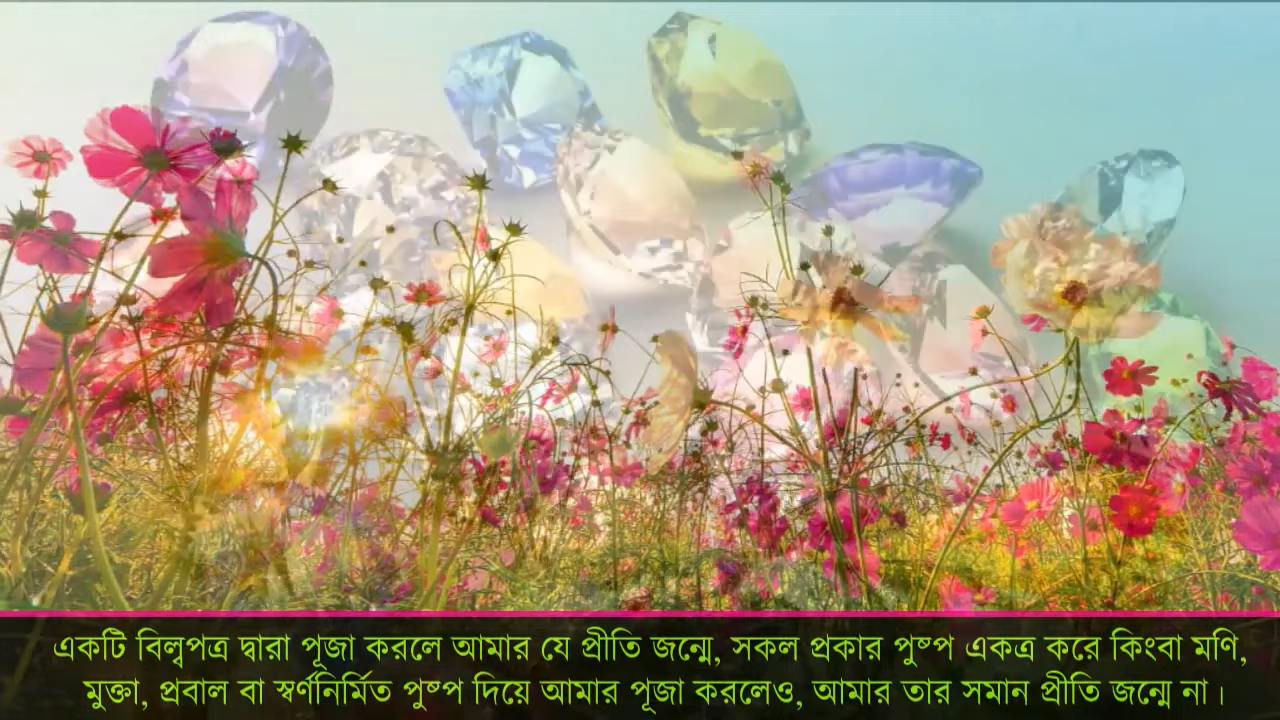 একটি বিল্বপত্র দ্বারা পূজা করলে আমার যে প্রীতি জন্মে, সকল প্রকার পুষ্প একত্র করে কিংবা মণি,
মুক্তা, প্রবাল বা স্বর্ণনির্মিত পুষ্প দিয়ে আমার পূজা করলেও, আমার তার সমান প্রীতি জন্মে না।